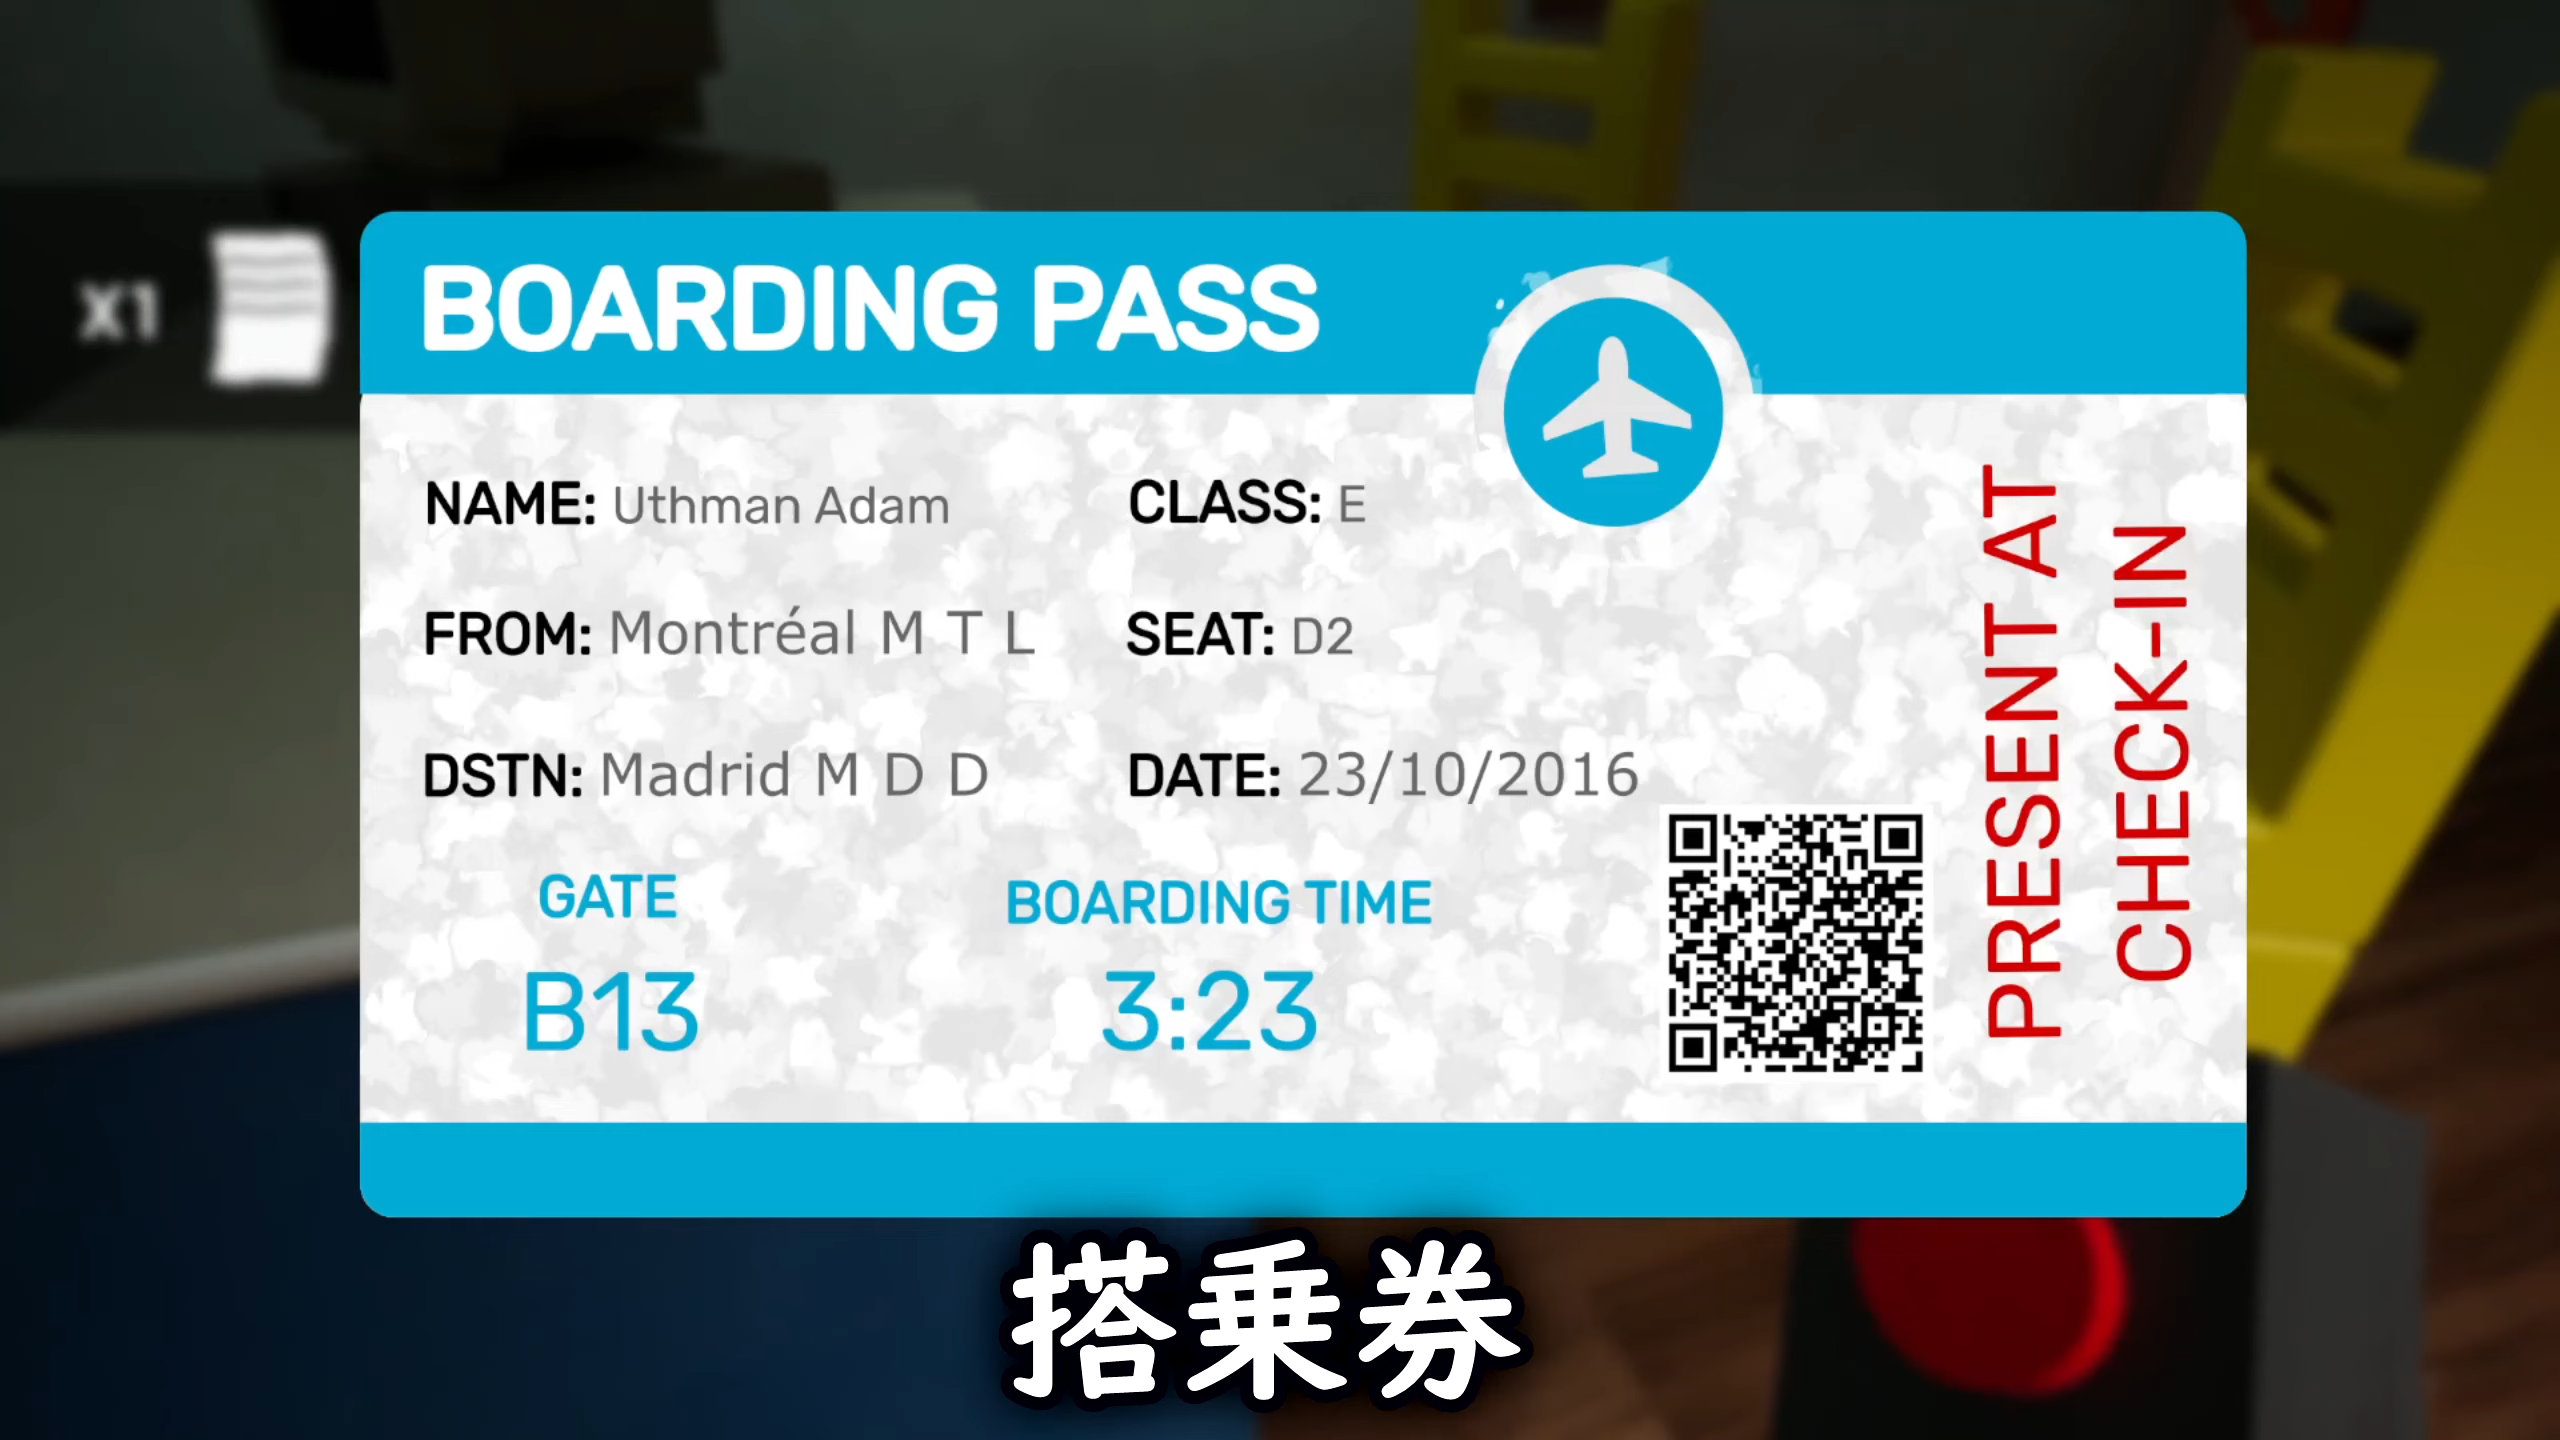 X1
BOARDING PASS
NAME: Uthman Adam
CLASS: E
FROM: Montréal M T L
SEAT: D2
DSTN: Madrid M D D
DATE: 23/10/2016
GATE
B13
BOARDING TIME
3:23
PRESENT AT
CHECK-IN
搭乗券